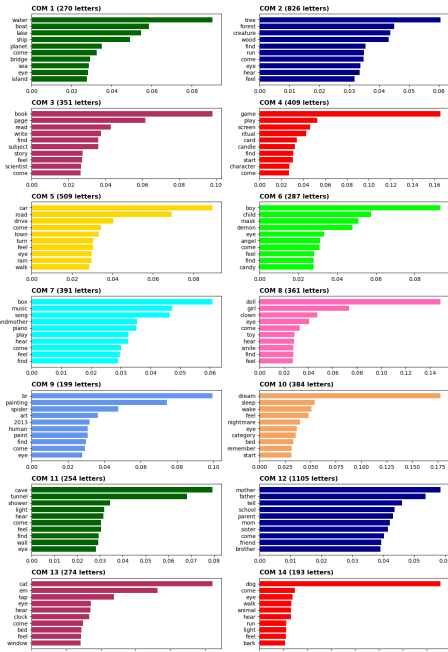 COM 1 (270 letters)
water
boat
lake
ship
planet
come
bridge
sea
eye
island
0.00 0.02 0.04 0.06 0.08
COM 2 (826 letters)
tree
forest
creature
wood
find
run
come
eye
hear
feel
0.00 0.01 0.02 0.03 0.04 0.05 0.06
COM 3 (351 letters)
book
page
read
write
find
subject
story
feel
scientist
come
0.00 0.02 0.04 0.06 0.08 0.10
COM 4 (409 letters)
game
play
screen
ritual
card
candle
find
start
character
come
0.00 0.02 0.04 0.06 0.08 0.10 0.12 0.14 0.16
COM 5 (509 letters)
car
road
drive
come
town
turn
feel
eye
rain
walk
0.00 0.02 0.04 0.06 0.08
COM 6 (287 letters)
boy
child
mask
demon
eye
angel
come
feel
find
candy
0.00 0.02 0.04 0.06 0.08
COM 7 (391 letters)
box
music
song
ndmother
piano
play
hear
come
feel
find
0.00 0.01 0.02 0.03 0.04 0.05 0.06
COM 8 (361 letters)
doll
girl
clown
eye
come
toy
hear
smile
find
feel
0.00 0.02 0.04 0.06 0.08 0.10 0.12 0.14
COM 9 (199 letters)
br
painting
spider
art
2013
human
paint
find
come
eye
0.00 0.02 0.04 0.06 0.08 0.10
COM 10 (384 letters)
dream
sleep
wake
feel
nightmare
eye
category
bed
remember
start
0.000 0.025 0.050 0.075 0.100 0.125 0.150 0.175
COM 11 (254 letters)
cave
tunnel
shower
light
hear
come
feel
find
wall
eye
0.00 0.01 0.02 0.03 0.04 0.05 0.06 0.07 0.08
COM 12 (1105 letters)
mother
father
tell
school
parent
mom
sister
come
friend
brother
0.00 0.01 0.02 0.03 0.04 0.05
COM 13 (274 letters)
cat
em
tap
eye
hear
clock
come
bed
feel
window
COM 14 (193 letters)
dog
come
eye
walk
animal
hear
run
light
feel
bark